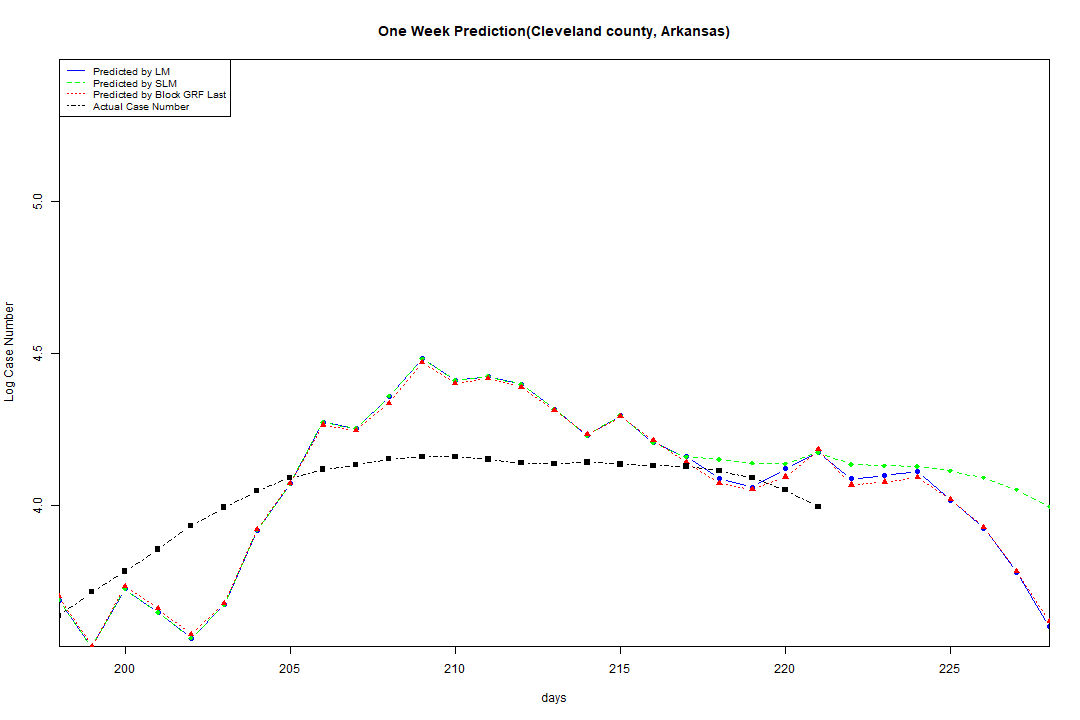 One Week Prediction(Cleveland county, Arkansas)
Predicted by LM
Predicted by SLM
Predicted by Block GRF Last
Actual Case Number
5.0
4.5
4.0
Log Case Number
200 205 210 215 220 225
days